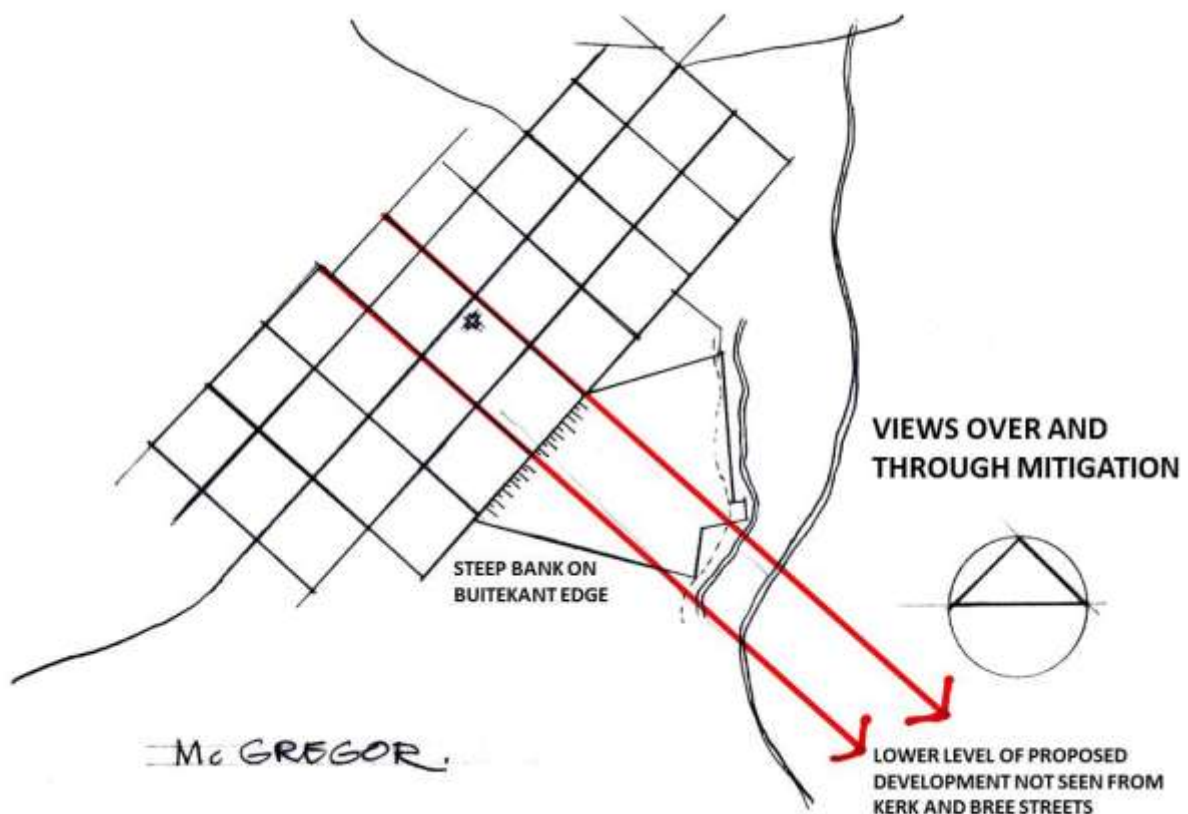 VIEWS OVER AND
THROUGH MITIGATION
STEEP BANK ON
BUITEKANT EDGE
Mc GREGOR.
LOWER LEVEL OF PROPOSED
DEVELOPMENT NOT SEEN FROM
KERK AND BREE STREETS